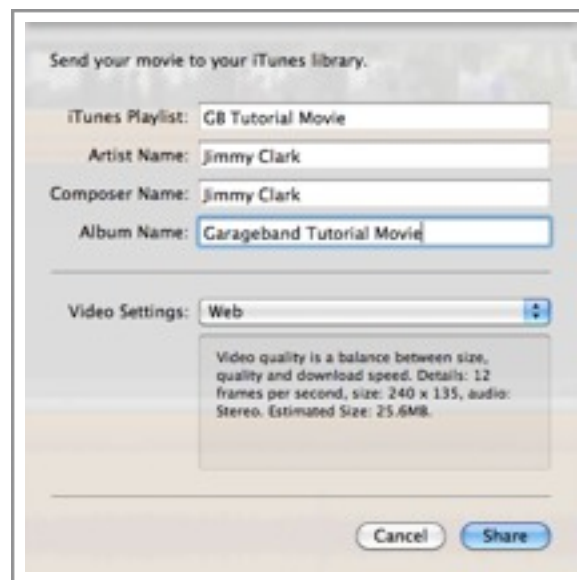 Send your movie to your iTunes library.
iTunes Playlist: GB Tutorial Movie
Artist Name: Jimmy Clark
Composer Name: Jimmy Clark
Album Name: Garageband Tutorial Movie
Video Settings: Web
Video quality is a balance between size,
quality and download speed. Details: 12
frames per second, size: 240 x 135, audio:
Stereo. Estimated Size: 25.6MB.
Cancel Share